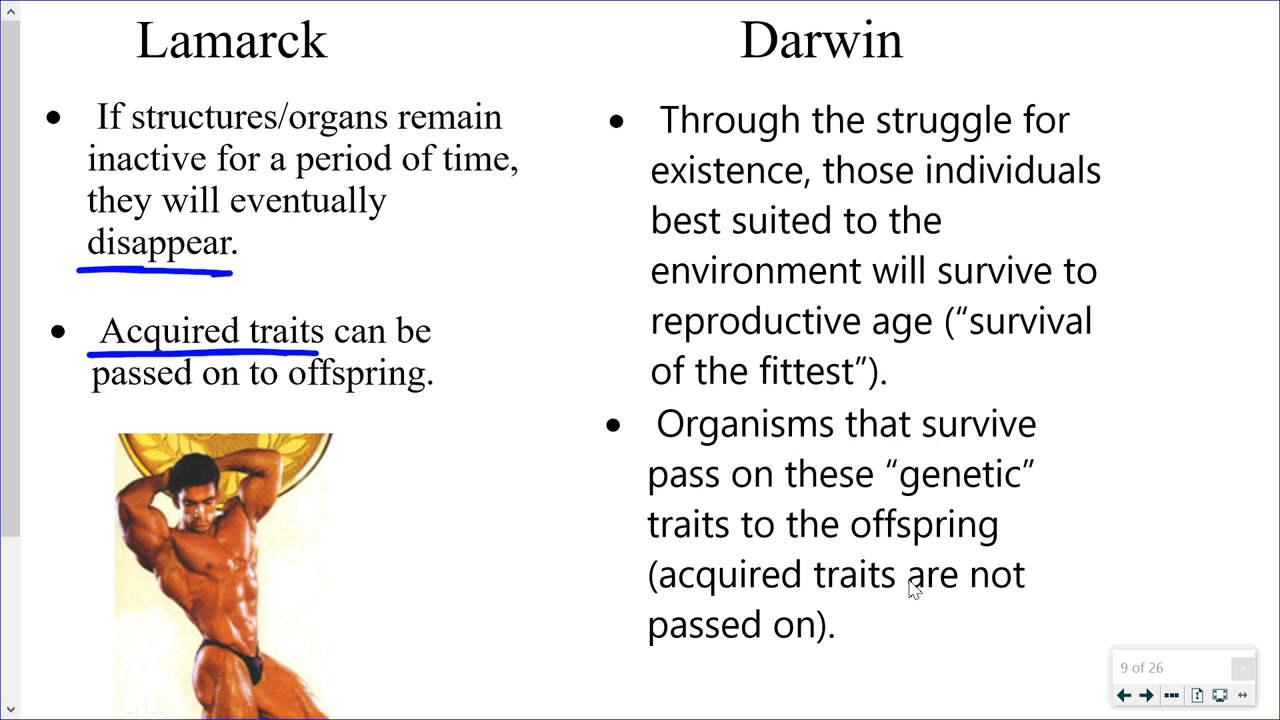 Lamarck
• If structures/organs remain
inactive for a period of time,
they will eventually
disappear.
• Acquired traits can be
passed on to offspring.
Darwin
• Through the struggle for
existence, those individuals
best suited to the
environment will survive to
reproductive age (“survival
of the fittest”).
• Organisms that survive
pass on these “genetic”
traits to the offspring
(acquired traits are not
passed on).
9 of 26